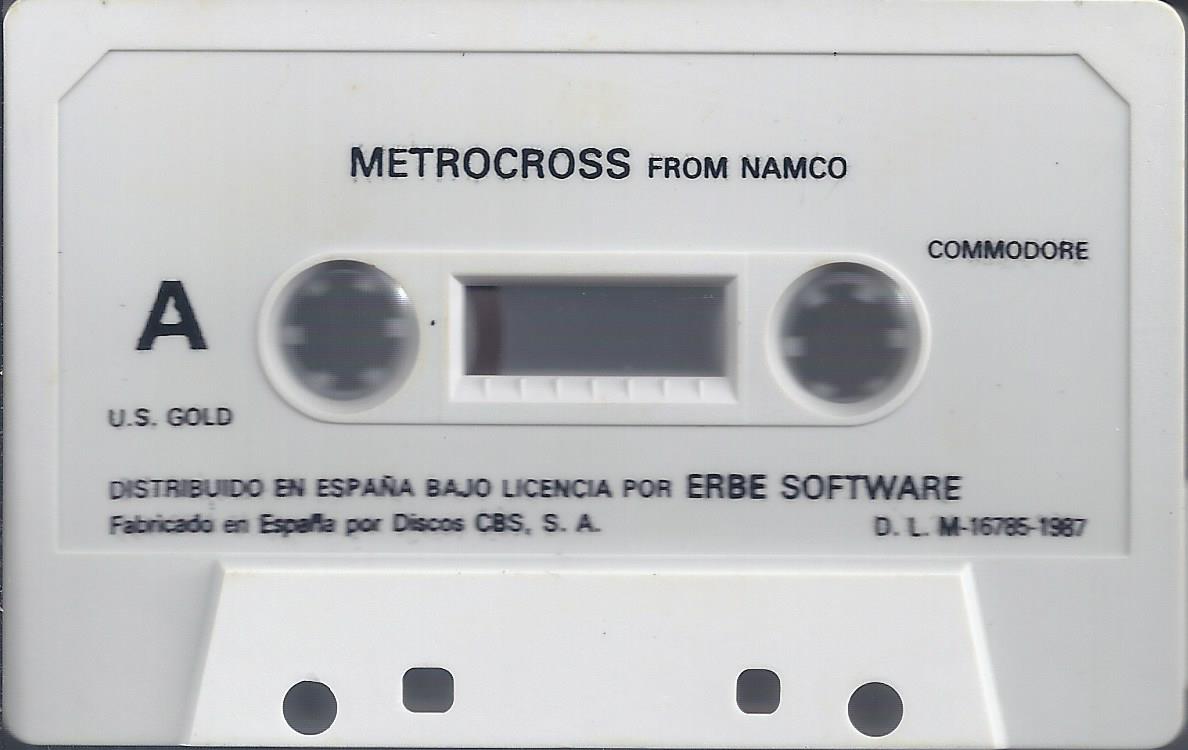 METROCROSS FROM NAMCO
COMMODORE
A
U.S. GOLD
DISTRIBUIDO EN ESPAÑA BAJO LICENCIA POR ERBE SOFTWARE
Fabricado en España por Discos CBS, S. A.
D. L. M-16785-1987